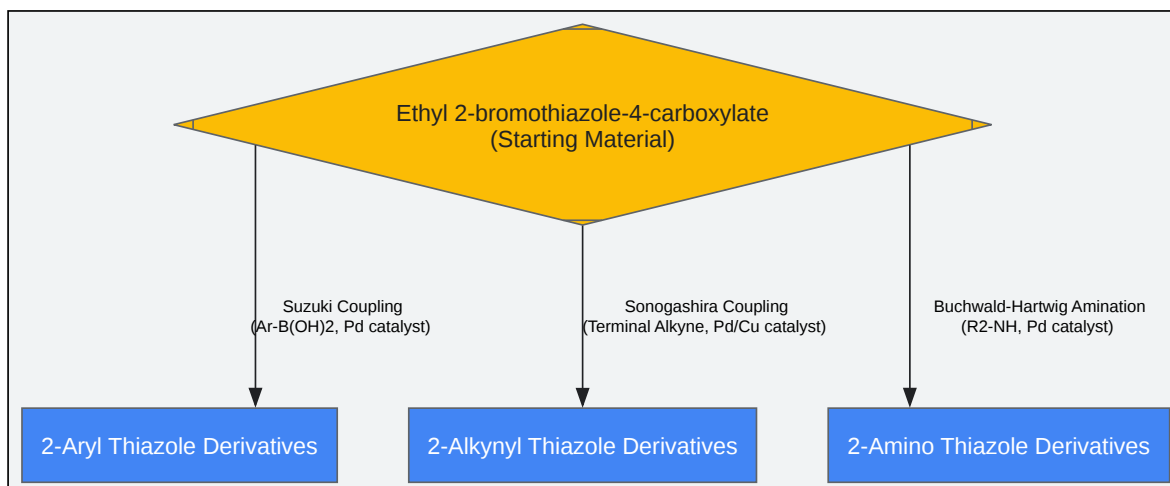 Ethyl 2-bromothiazole-4-carboxylate
(Starting Material)
Suzuki Coupling
(Ar-B(OH)2, Pd catalyst)
Sonogashira Coupling
(Terminal Alkyne, Pd/Cu catalyst)
Buchwald-Hartwig Amination
(R2-NH, Pd catalyst)
2-Aryl Thiazole Derivatives
2-Alkynyl Thiazole Derivatives
2-Amino Thiazole Derivatives